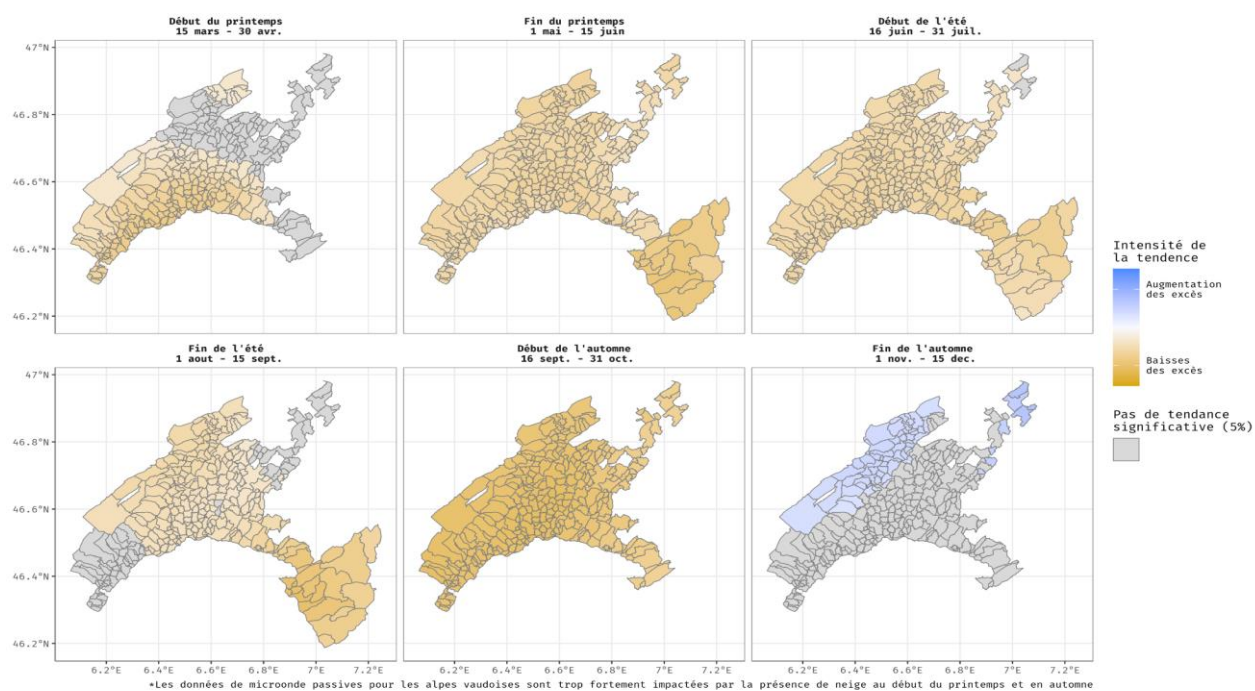 Début du printemps
15 mars - 30 avr.
Fin du printemps
1 mai - 15 juin
Début de l'été
16 juin - 31 juil.
47°N
46.8°N
46.6°N
46.4°N
46.2°N
Intensité de
la tendence
Augmentation
des excès
Baisses
des excès
Pas de tendance
significative (5%)
Fin de l'été
1 aout - 15 sept.
Début de l'automne
16 sept. - 31 oct.
Fin de l'automne
1 nov. - 15 dec.
47°N
46.8°N
46.6°N
46.4°N
46.2°N
6.2°E 6.4°E 6.6°E 6.8°E 7°E 7.2°E
6.2°E 6.4°E 6.6°E 6.8°E 7°E 7.2°E
6.2°E 6.4°E 6.6°E 6.8°E 7°E 7.2°E
*Les données de microonde passives pour les alpes vaudoises sont trop fortement impactées par la présence de neige au début du printemps et en automne